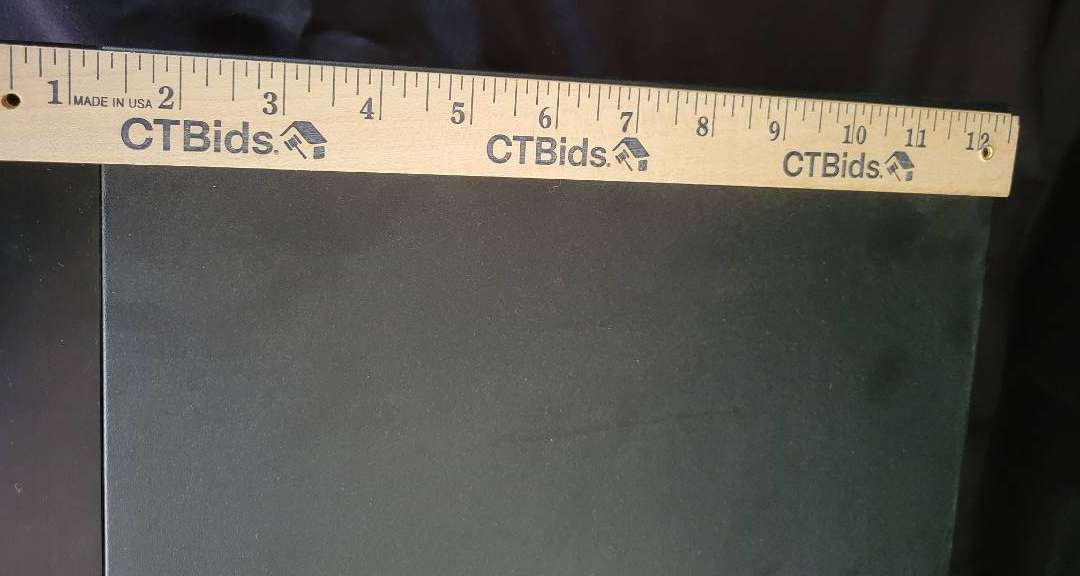 1 MADE IN USA 2 3 4 5 6 7 8 9 10 11 12
CTBids. CTBids. CTBids.